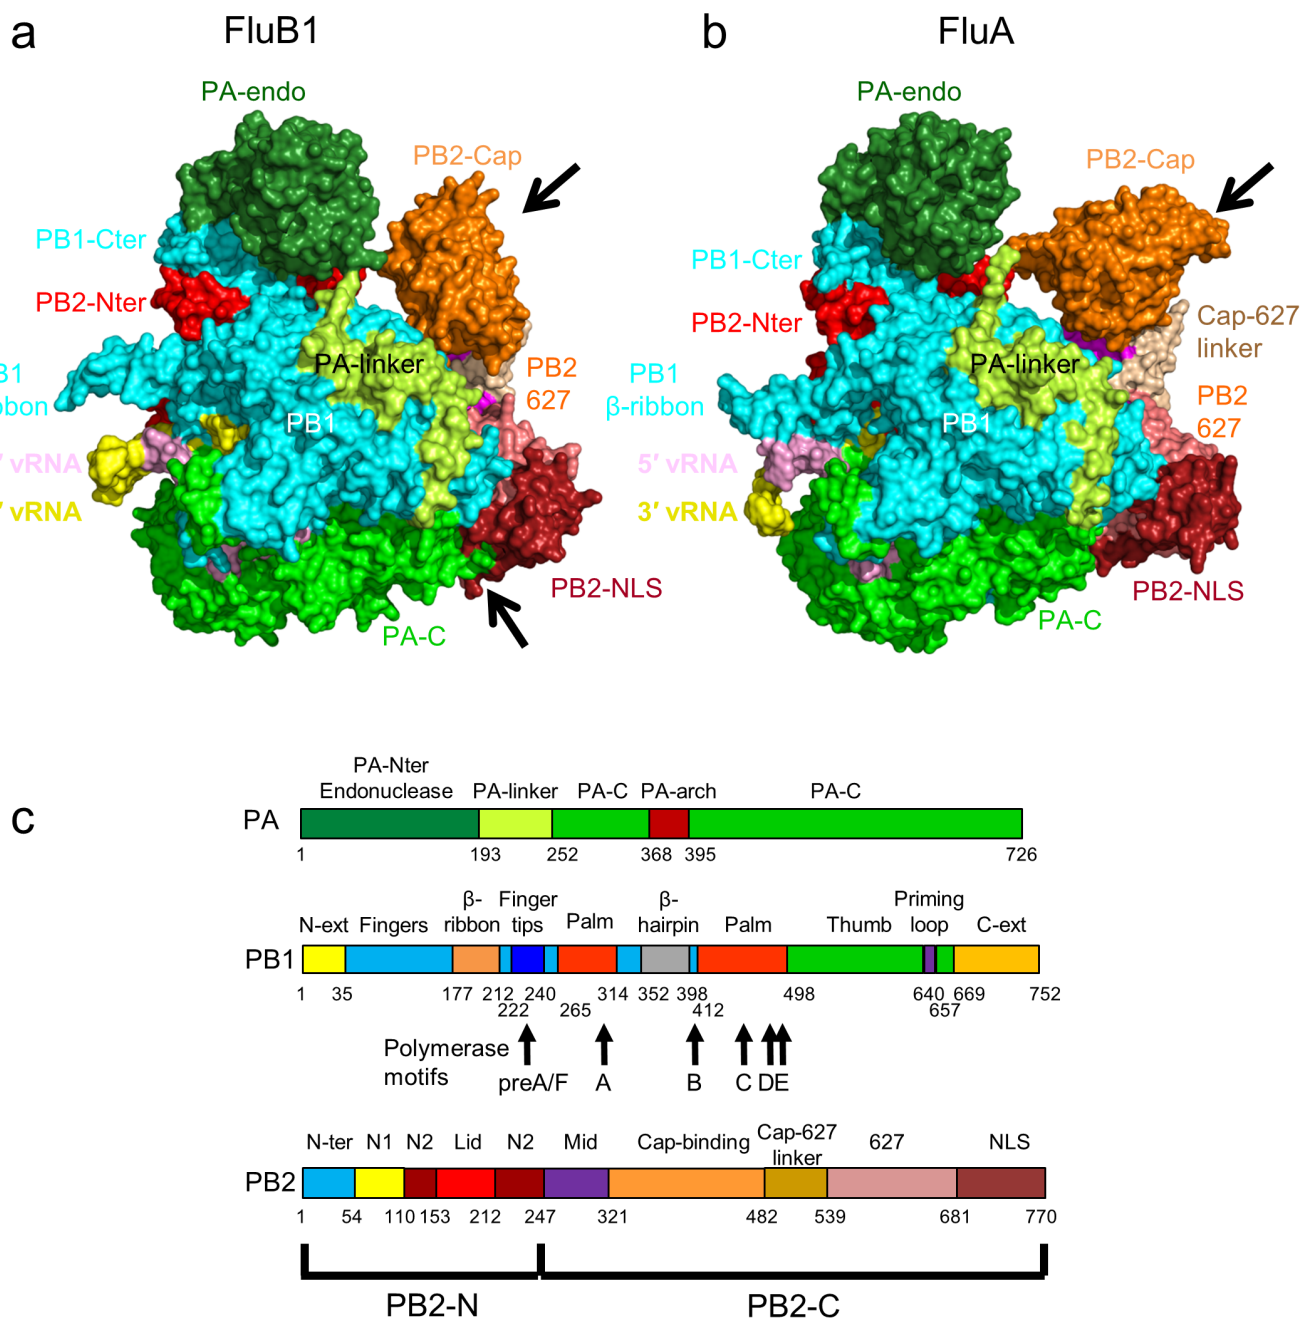 a
FluB1
PA-endo
PB2-Cap
PB1-Cter
PB2-Nter
PA-linker
PB2
627
PB1
vRNA
vRNA
PB2-NLS
PA-C
b
FluA
PA-endo
PB2-Cap
PB1-Cter
PB2-Nter
Cap-627
linker
PA-linker
PB1
β-ribbon
PB2
627
PB1
5′ vRNA
3′ vRNA
PB2-NLS
PA-C
c
PA-Nter
Endonuclease PA-linker PA-C PA-arch PA-C
PA
1 193 252 368 395 726
N-ext Fingers β-ribbon Finger tips Palm β-hairpin Palm Thumb Priming loop C-ext
PB1
1 35 177 212 240 314 352 398 498 640 669 752
222 265 412 657
Polymerase
motifs
preA/F A B C D E
N-ter N1 N2 Lid N2 Mid Cap-binding Cap-627 linker 627 NLS
PB2
1 54 110 153 212 247 321 482 539 681 770
PB2-N PB2-C